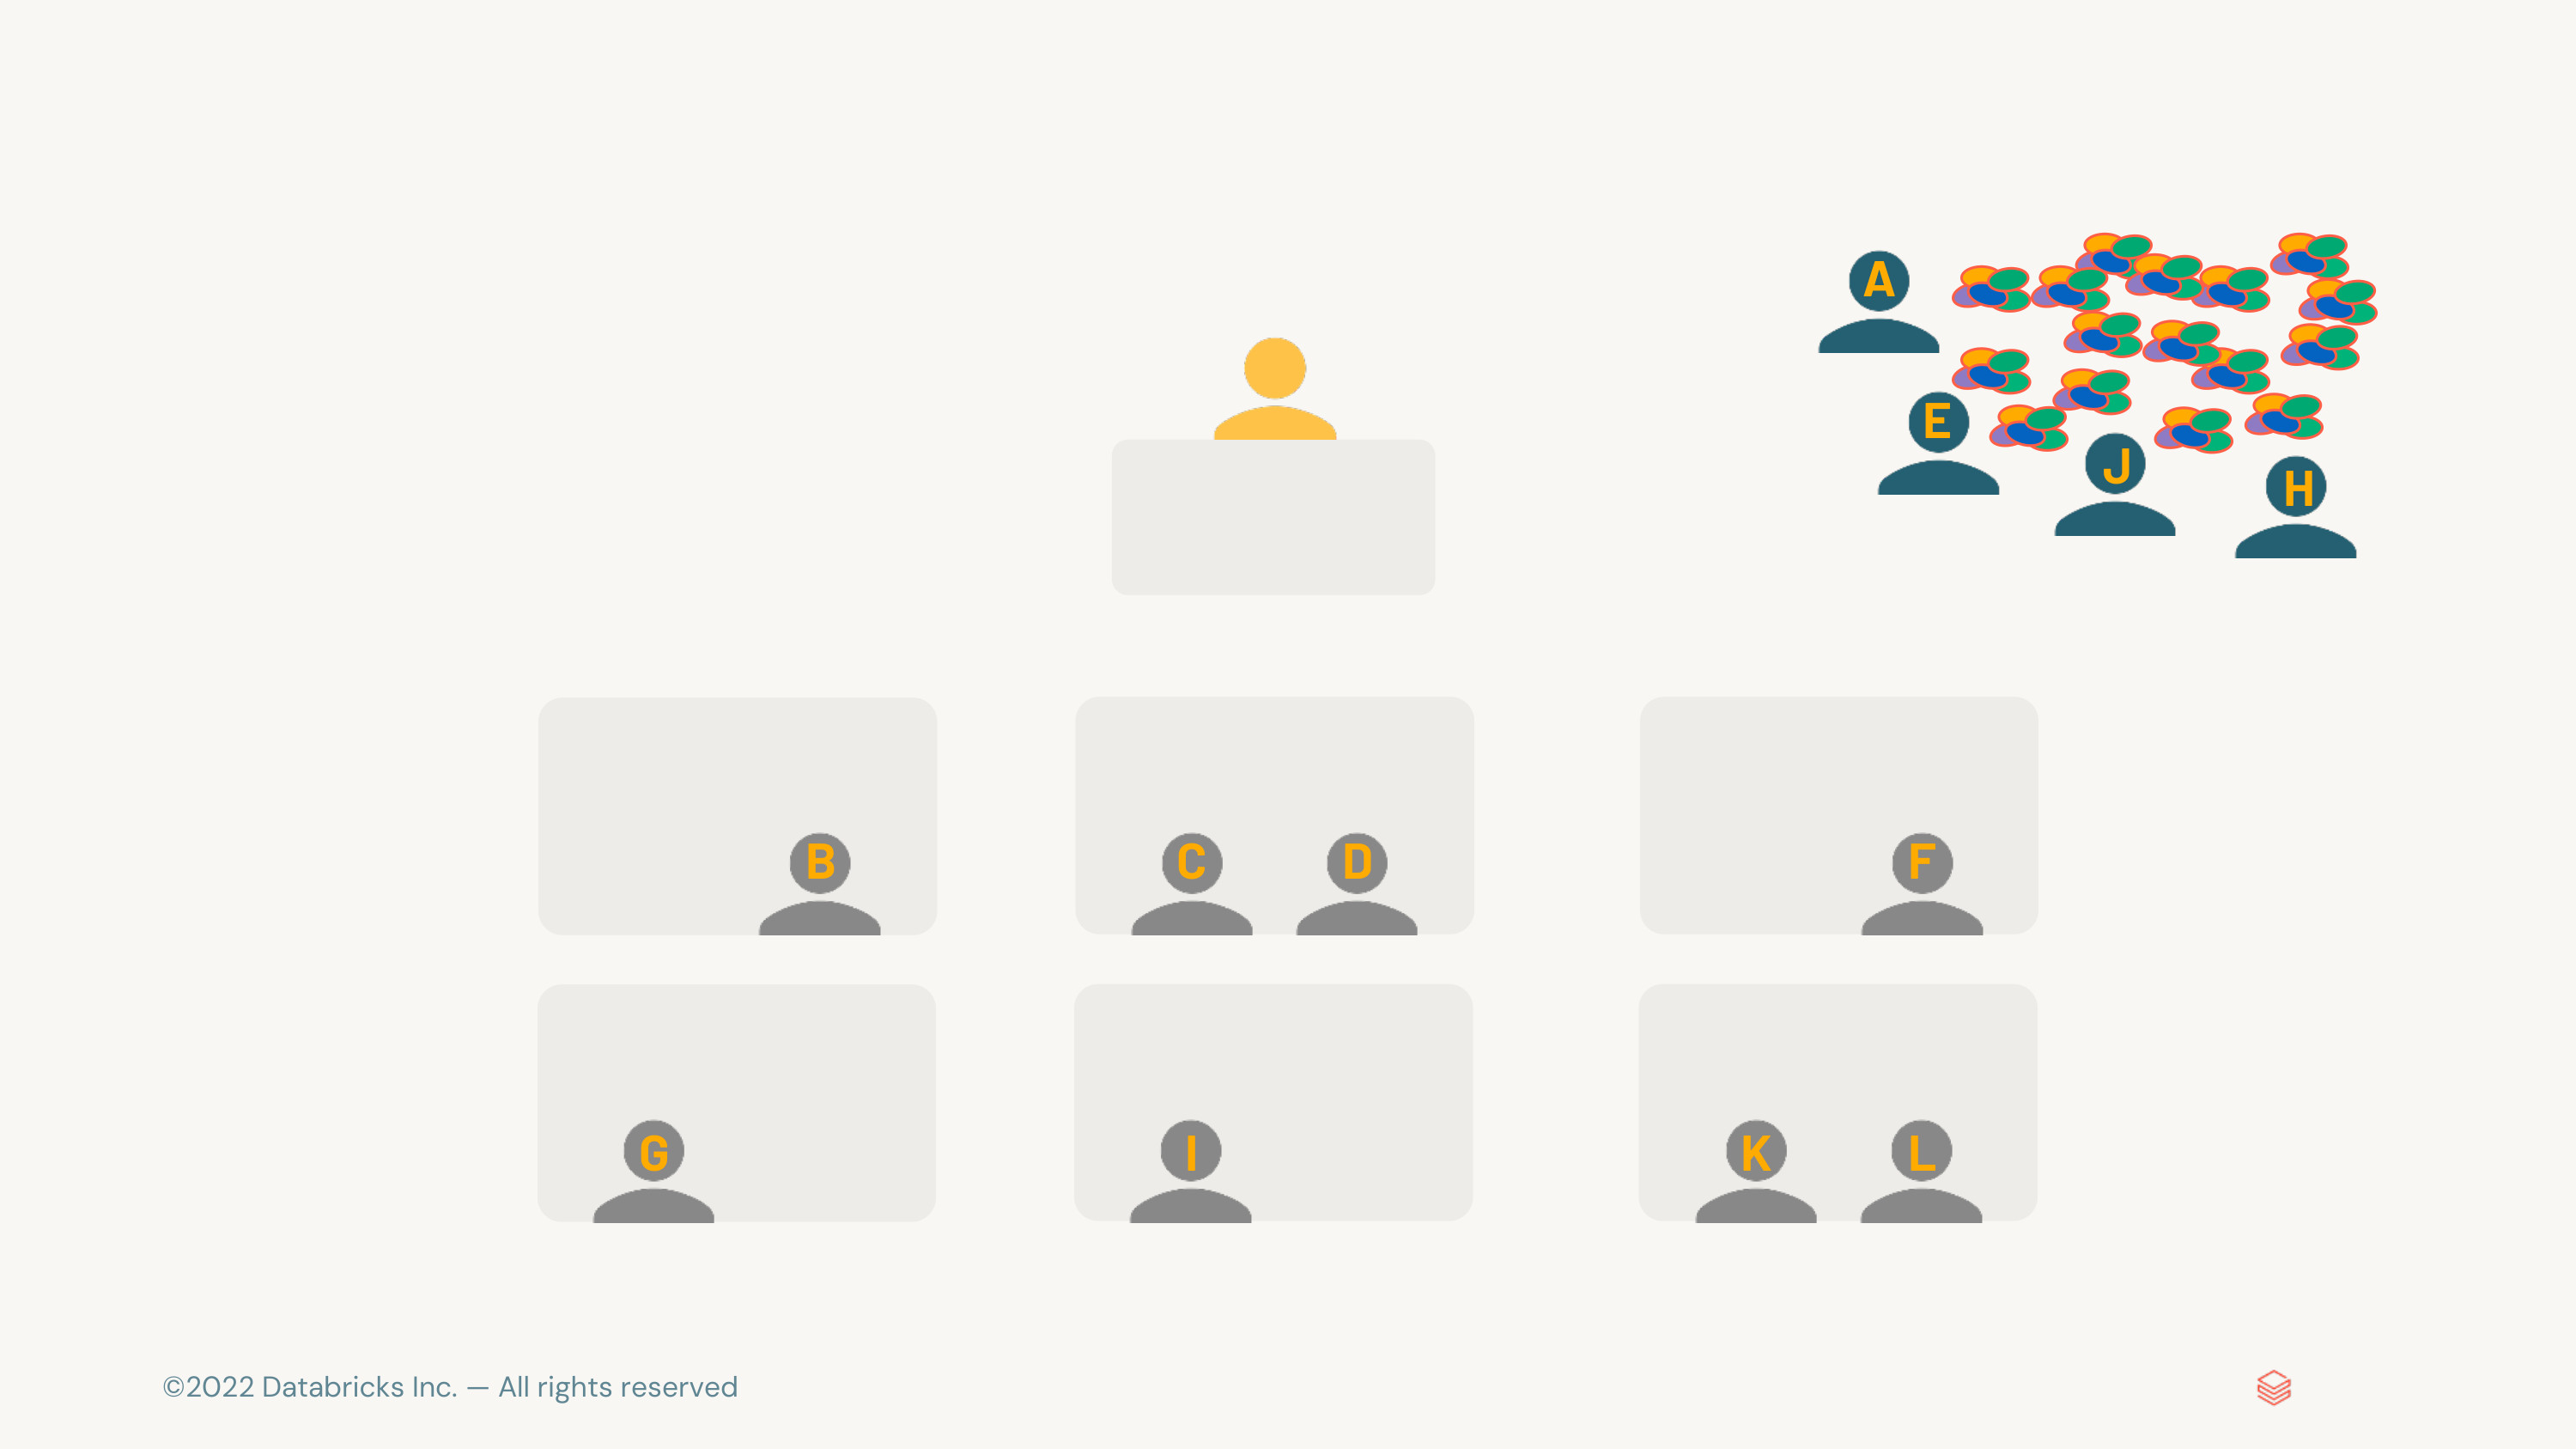 A
E
J
H
B
C
D
F
G
I
K
L
©2022 Databricks Inc. — All rights reserved